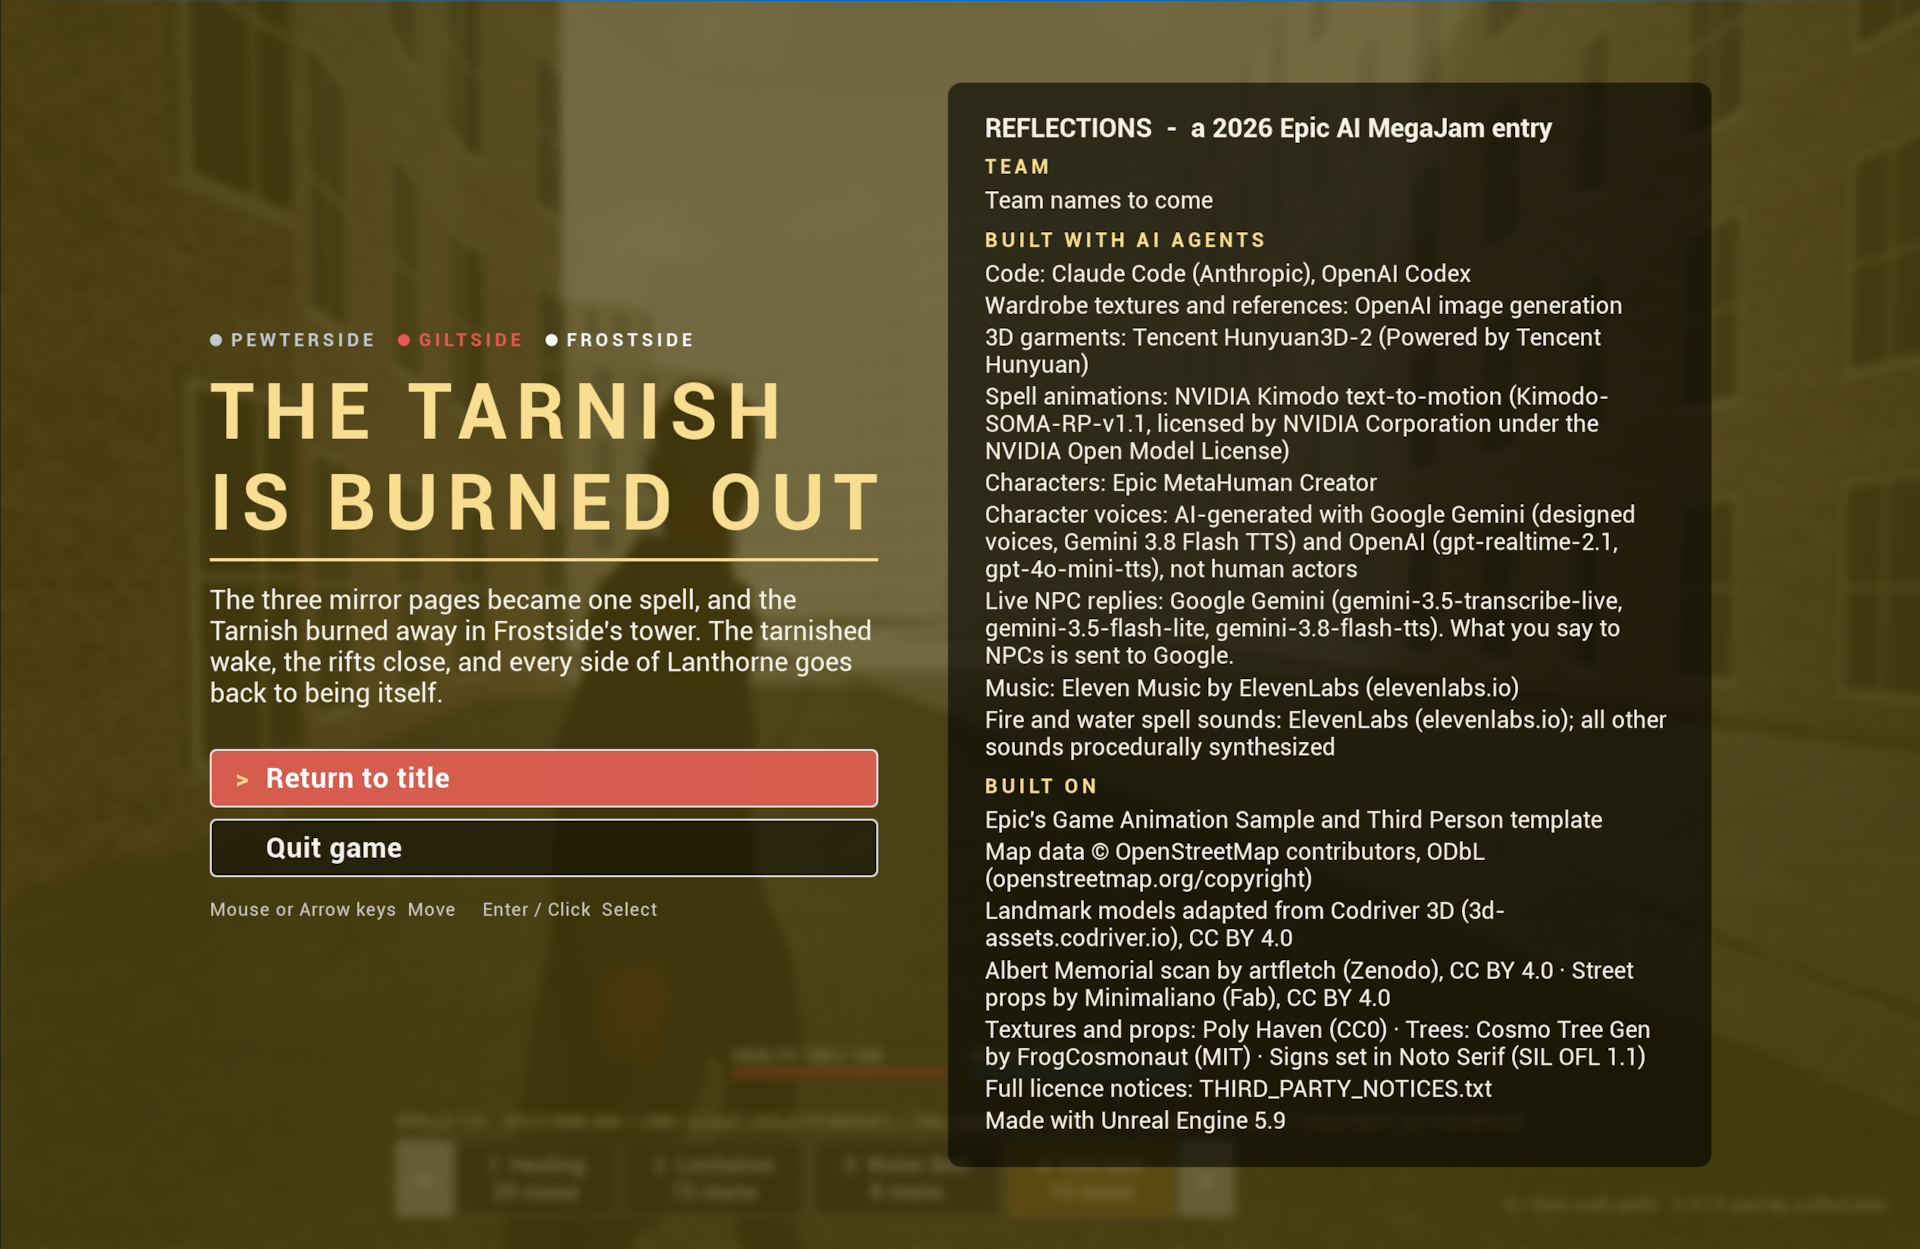 PEWTERSIDE GILTSIDE FROSTSIDE
THE TARNISH
IS BURNED OUT
The three mirror pages became one spell, and the
Tarnish burned away in Frostside's tower. The tarnished
wake, the rifts close, and every side of Lanthorne goes
back to being itself.
> Return to title
Quit game
Mouse or Arrow keys Move Enter / Click Select
REFLECTIONS - a 2026 Epic AI MegaJam entry
TEAM
Team names to come
BUILT WITH AI AGENTS
Code: Claude Code (Anthropic), OpenAI Codex
Wardrobe textures and references: OpenAI image generation
3D garments: Tencent Hunyuan3D-2 (Powered by Tencent
Hunyuan)
Spell animations: NVIDIA Kimodo text-to-motion (Kimodo-
SOMA-RP-v1.1, licensed by NVIDIA Corporation under the
NVIDIA Open Model License)
Characters: Epic MetaHuman Creator
Character voices: AI-generated with Google Gemini (designed
voices, Gemini 3.8 Flash TTS) and OpenAI (gpt-realtime-2.1,
gpt-4o-mini-tts), not human actors
Live NPC replies: Google Gemini (gemini-3.5-transcribe-live,
gemini-3.5-flash-lite, gemini-3.8-flash-tts). What you say to
NPCs is sent to Google.
Music: Eleven Music by ElevenLabs (elevenlabs.io)
Fire and water spell sounds: ElevenLabs (elevenlabs.io); all other
sounds procedurally synthesized
BUILT ON
Epic's Game Animation Sample and Third Person template
Map data © OpenStreetMap contributors, ODbL
(openstreetmap.org/copyright)
Landmark models adapted from Codriver 3D (3d-
assets.codriver.io), CC BY 4.0
Albert Memorial scan by artfletch (Zenodo), CC BY 4.0 · Street
props by Minimaliano (Fab), CC BY 4.0
Textures and props: Poly Haven (CC0) · Trees: Cosmo Tree Gen
by FrogCosmonaut (MIT) · Signs set in Noto Serif (SIL OFL 1.1)
Full licence notices: THIRD_PARTY_NOTICES.txt
Made with Unreal Engine 5.9
1 Healing
2 Levitation